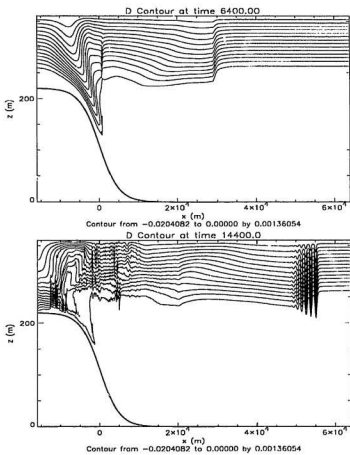 D Contour at time 6400.00
z (m)
200
0
0
2×10⁴
4×10⁴
6×10⁴
x (m)
Contour from -0.0204082 to 0.00000 by 0.00136054
D Contour at time 14400.0
z (m)
200
0
0
2×10⁴
4×10⁴
6×10⁴
x (m)
Contour from -0.0204082 to 0.00000 by 0.00136054